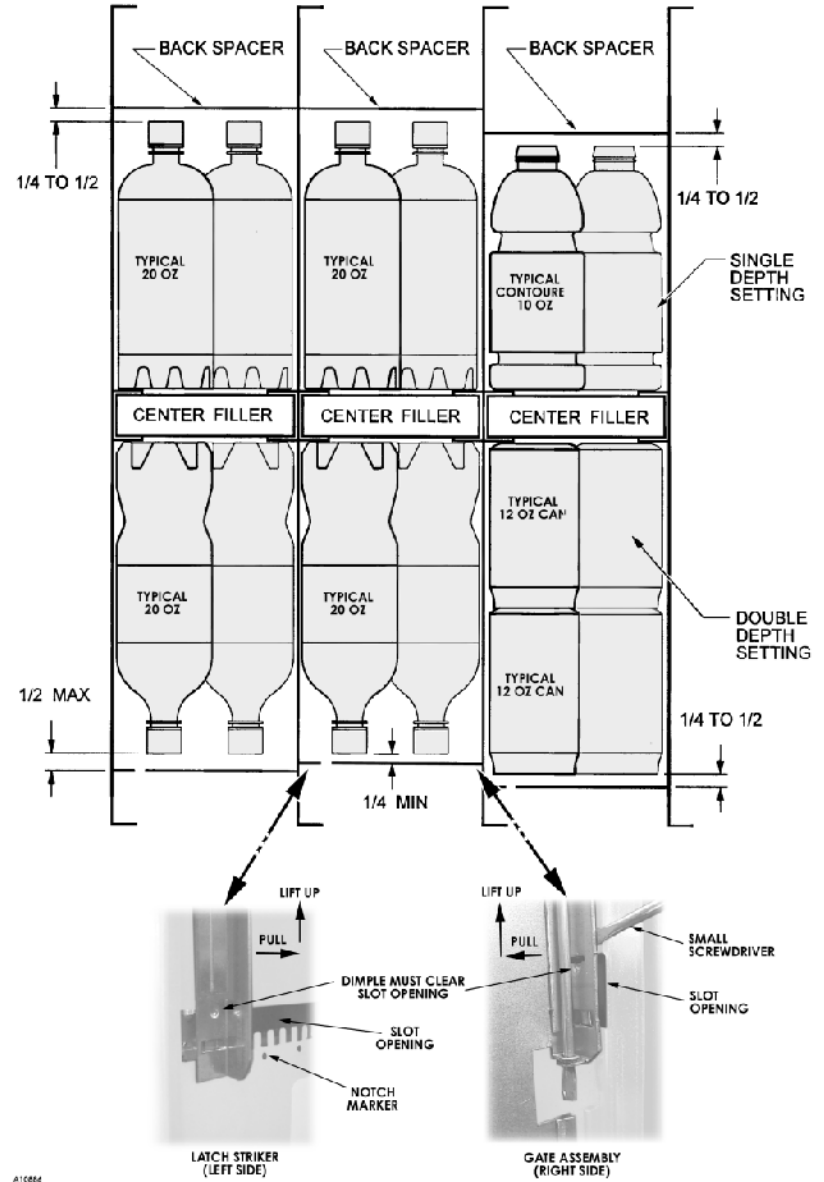 BACK SPACER
BACK SPACER
BACK SPACER
1/4 TO 1/2
1/4 TO 1/2
TYPICAL
20 OZ
TYPICAL
20 OZ
TYPICAL
CONTOURE
10 OZ
SINGLE
DEPTH
SETTING
CENTER FILLER
CENTER FILLER
CENTER FILLER
TYPICAL
12 OZ CAN
TYPICAL
20 OZ
TYPICAL
20 OZ
DOUBLE
DEPTH
SETTING
TYPICAL
12 OZ CAN
1/2 MAX
1/4 TO 1/2
1/4 MIN
LIFT UP
PULL
LIFT UP
PULL
SMALL
SCREWDRIVER
DIMPLE MUST CLEAR
SLOT OPENING
SLOT
OPENING
SLOT
OPENING
NOTCH
MARKER
LATCH STRIKER
(LEFT SIDE)
GATE ASSEMBLY
(RIGHT SIDE)
A10884